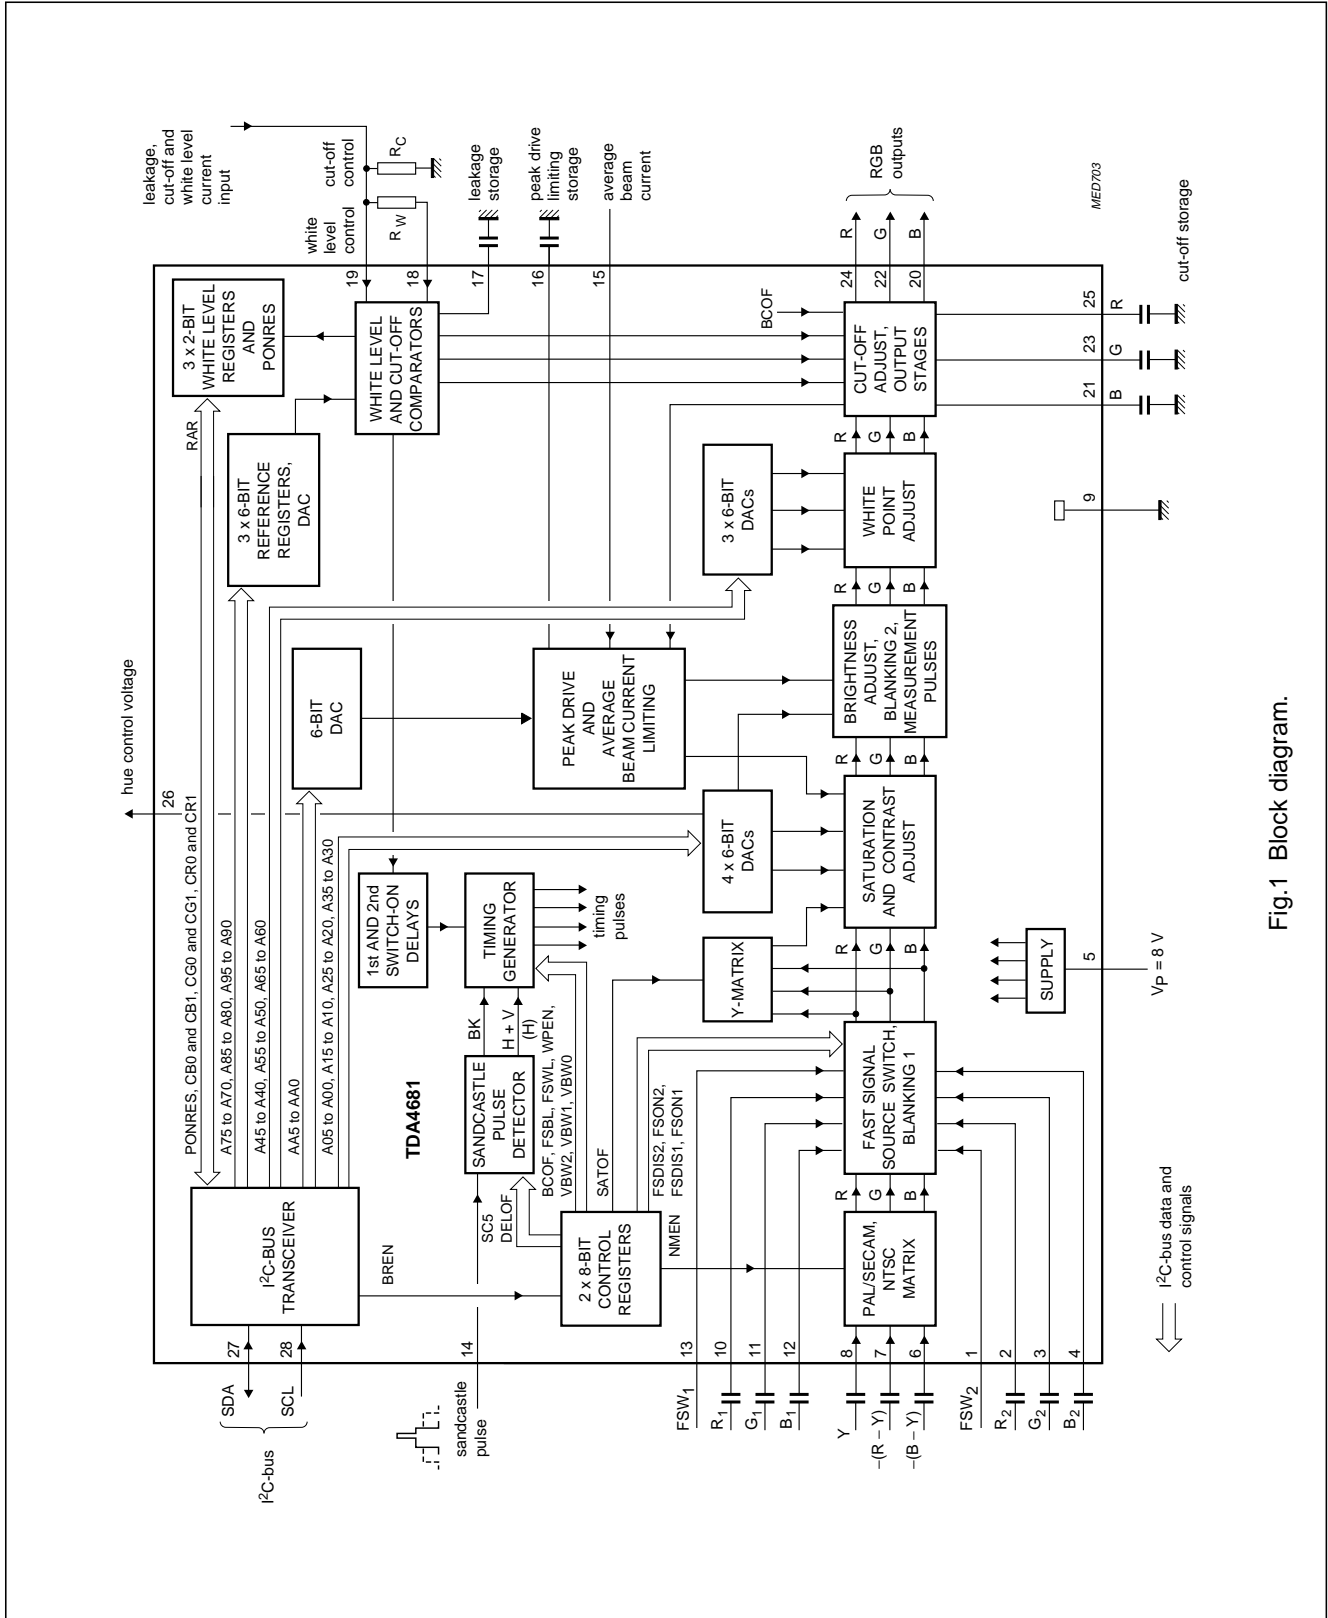 leakage,
cut-off and
white level
current
input
cut-off
control
RC
white
level
control
R W
leakage
storage
peak drive
limiting
storage
average
beam
current
RGB
outputs
MED703
cut-off storage
19
18
17
16
15
24
22
20
R
G
B
25
23
21
R
G
B
3 x 2-BIT
WHITE LEVEL
REGISTERS
AND
PONRES
WHITE LEVEL
AND CUT-OFF
COMPARATORS
BCOF
CUT-OFF
ADJUST,
OUTPUT
STAGES
RAR
3 x 6-BIT
REFERENCE
REGISTERS,
DAC
3 x 6-BIT
DACs
R
G
B
WHITE
POINT
ADJUST
9
R
G
B
hue control voltage
26
6-BIT
DAC
PEAK DRIVE
AND
AVERAGE
BEAM CURRENT
LIMITING
BRIGHTNESS
ADJUST,
BLANKING 2,
MEASUREMENT
PULSES
R
G
B
PONRES, CB0 and CB1, CG0 and CG1, CR0 and CR1
A75 to A70, A85 to A80, A95 to A90
A45 to A40, A55 to A50, A65 to A60
AA5 to AA0
A05 to A00, A15 to A10, A25 to A20, A35 to A30
1st AND 2nd
SWITCH-ON
DELAYS
TIMING
GENERATOR
timing
pulses
4 x 6-BIT
DACs
SATURATION
AND CONTRAST
ADJUST
R
G
B
TDA4681
BK
H + V
(H)
SANDCASTLE
PULSE
DETECTOR
BCOF, FSBL, FSWL, WPEN,
VBW2, VBW1, VBW0
SATOF
FSDIS2, FSON2,
FSDIS1, FSON1
Y-MATRIX
FAST SIGNAL
SOURCE SWITCH,
BLANKING 1
SUPPLY
5
VP = 8 V
I2C-BUS
TRANSCEIVER
BREN
SC5
DELOF
2 x 8-BIT
CONTROL
REGISTERS
NMEN
PAL/SECAM,
NTSC
MATRIX
R
G
B
27
28
14
13
10
11
12
8
7
6
1
2
3
4
SDA
SCL
I2C-bus
sandcastle
pulse
FSW1
R1
G1
B1
Y
–(R – Y)
–(B – Y)
FSW2
R2
G2
B2
I2C-bus data and
control signals
Fig.1 Block diagram.